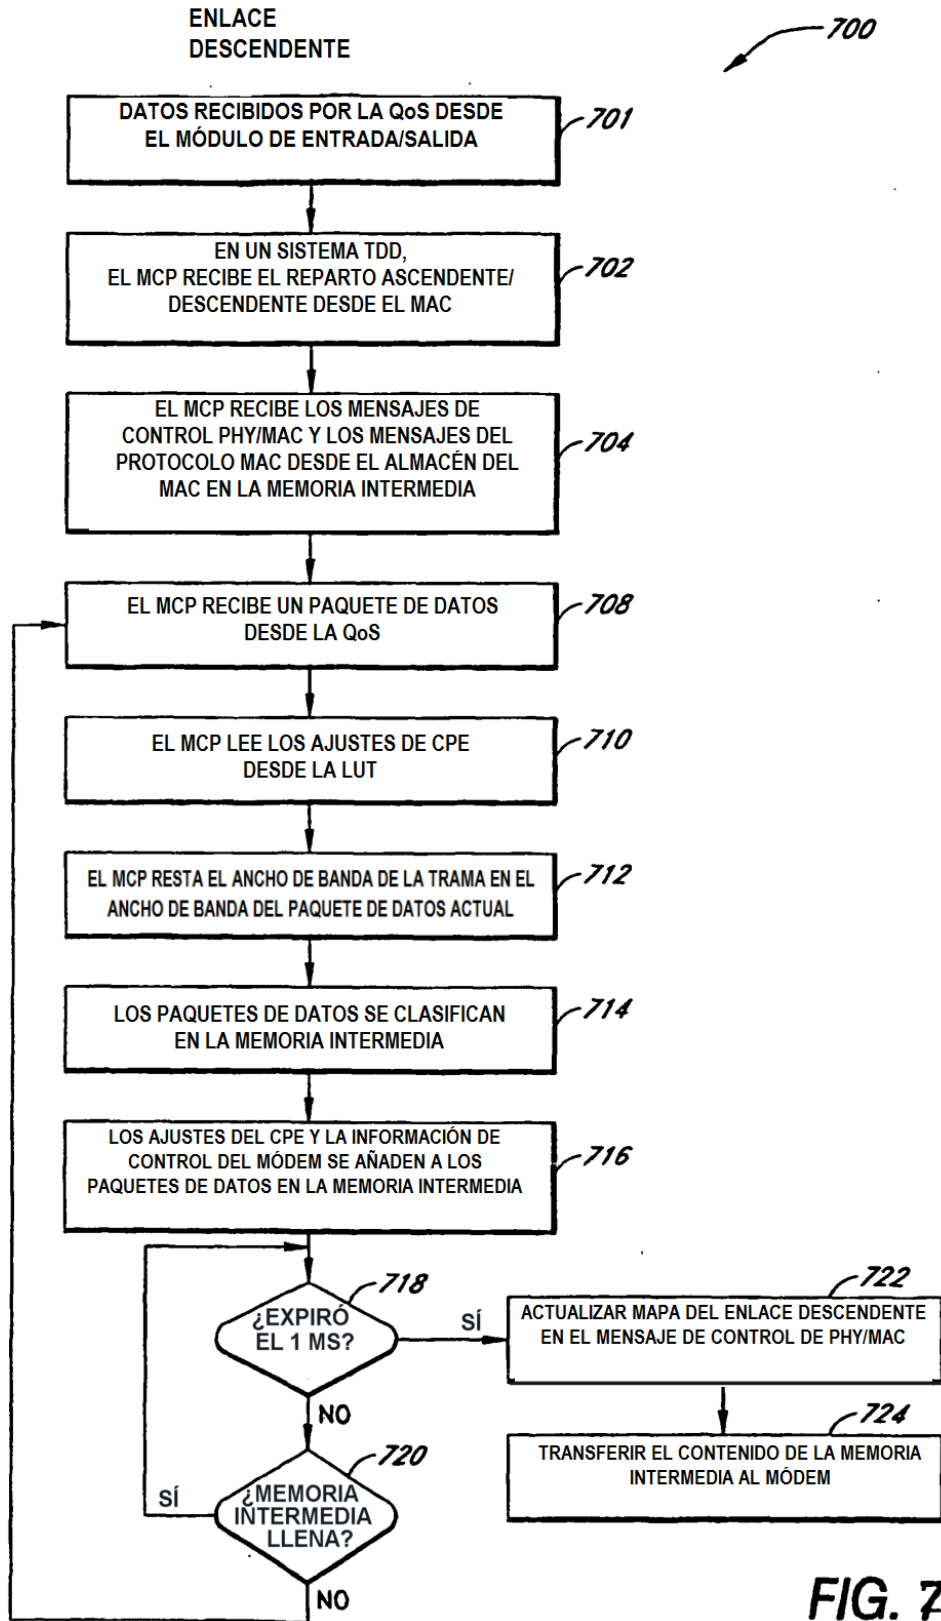 ENLACE
DESCENDENTE
700
DATOS RECIBIDOS POR LA QoS DESDE
EL MÓDULO DE ENTRADA/SALIDA
701
EN UN SISTEMA TDD,
EL MCP RECIBE EL REPARTO ASCENDENTE/
DESCENDENTE DESDE EL MAC
702
EL MCP RECIBE LOS MENSAJES DE
CONTROL PHY/MAC Y LOS MENSAJES DEL
PROTOCOLO MAC DESDE EL ALMACÉN DEL
MAC EN LA MEMORIA INTERMEDIA
704
EL MCP RECIBE UN PAQUETE DE DATOS
DESDE LA QoS
708
EL MCP LEE LOS AJUSTES DE CPE
DESDE LA LUT
710
EL MCP RESTA EL ANCHO DE BANDA DE LA TRAMA EN EL
ANCHO DE BANDA DEL PAQUETE DE DATOS ACTUAL
712
LOS PAQUETES DE DATOS SE CLASIFICAN
EN LA MEMORIA INTERMEDIA
714
LOS AJUSTES DEL CPE Y LA INFORMACIÓN DE
CONTROL DEL MÓDEM SE AÑADEN A LOS
PAQUETES DE DATOS EN LA MEMORIA INTERMEDIA
716
¿EXPIRÓ
EL 1 MS?
718
SÍ
NO
ACTUALIZAR MAPA DEL ENLACE DESCENDENTE
EN EL MENSAJE DE CONTROL DE PHY/MAC
722
TRANSFERIR EL CONTENIDO DE LA MEMORIA
INTERMEDIA AL MÓDEM
724
¿MEMORIA
INTERMEDIA
LLENA?
720
SÍ
NO
FIG. 7